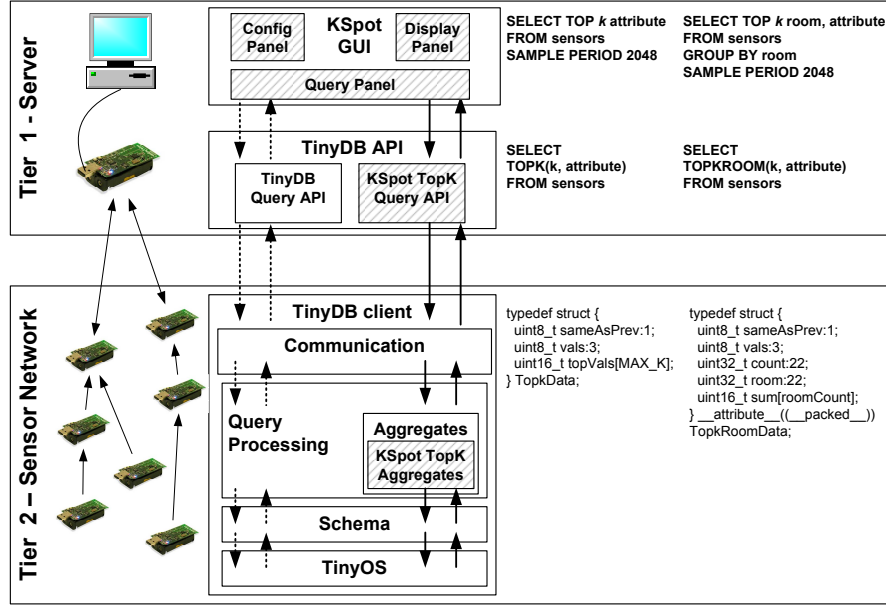 Tier 1 - Server
Config
Panel
KSpot
GUI
Display
Panel
Query Panel
SELECT TOP k attribute
FROM sensors
SAMPLE PERIOD 2048
SELECT TOP k room, attribute
FROM sensors
GROUP BY room
SAMPLE PERIOD 2048
TinyDB API
TinyDB
Query API
KSpot TopK
Query API
SELECT
TOPK(k, attribute)
FROM sensors
SELECT
TOPKROOM(k, attribute)
FROM sensors
Tier 2 – Sensor Network
TinyDB client
Communication
Query
Processing
Aggregates
KSpot TopK
Aggregates
Schema
TinyOS
typedef struct {
uint8_t sameAsPrev:1;
uint8_t vals:3;
uint16_t topVals[MAX_K];
} TopkData;
typedef struct {
uint8_t sameAsPrev:1;
uint8_t vals:3;
uint32_t count:22;
uint32_t room:22;
uint16_t sum[roomCount];
} __attribute__((__packed__))
TopkRoomData;